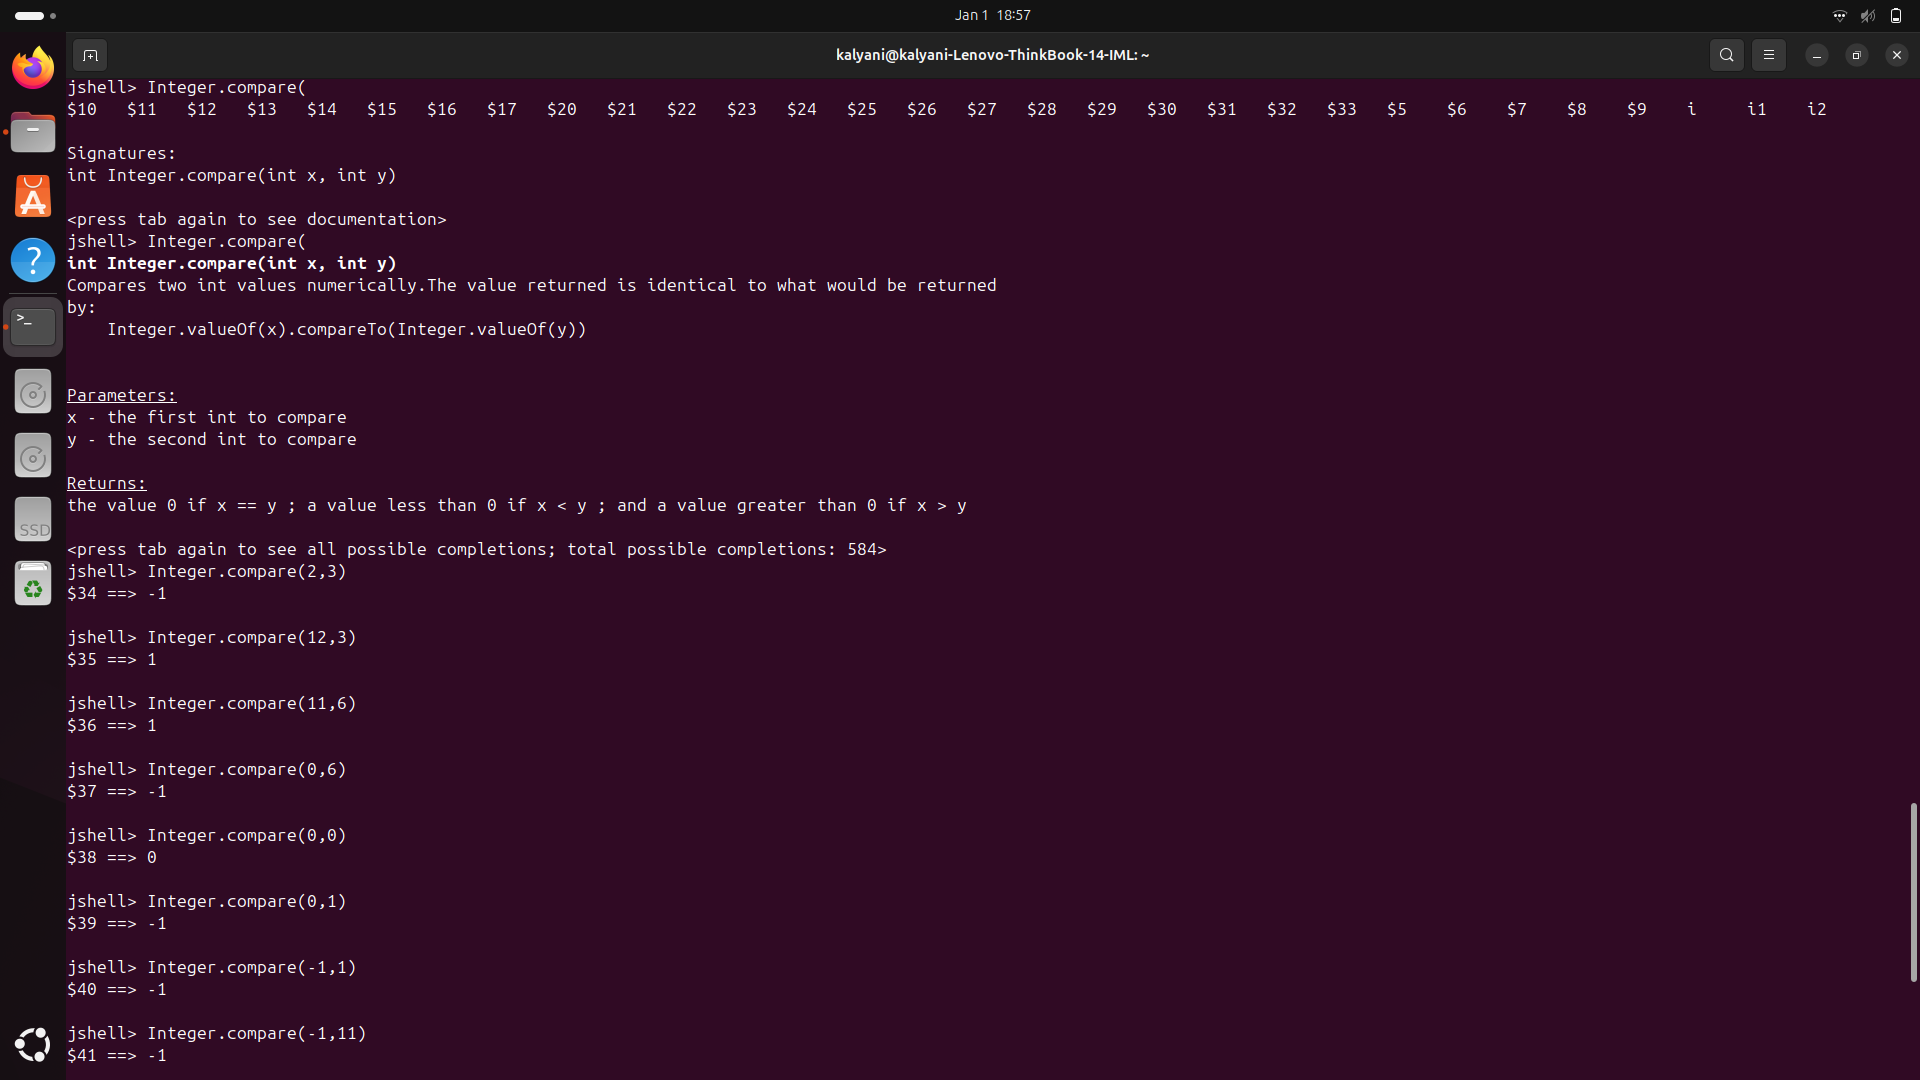 Jan 1 18:57
kalyani@kalyani-Lenovo-ThinkBook-14-IML: ~
jshell> Integer.compare(
$10 $11 $12 $13 $14 $15 $16 $17 $20 $21 $22 $23 $24 $25 $26 $27 $28 $29 $30 $31 $32 $33 $5 $6 $7 $8 $9 i i1 i2
Signatures:
int Integer.compare(int x, int y)
<press tab again to see documentation>
jshell> Integer.compare(
int Integer.compare(int x, int y)
Compares two int values numerically.The value returned is identical to what would be returned
by:
Integer.valueOf(x).compareTo(Integer.valueOf(y))
Parameters:
x - the first int to compare
y - the second int to compare
Returns:
the value 0 if x == y ; a value less than 0 if x < y ; and a value greater than 0 if x > y
<press tab again to see all possible completions; total possible completions: 584>
jshell> Integer.compare(2,3)
$34 ==> -1
jshell> Integer.compare(12,3)
$35 ==> 1
jshell> Integer.compare(11,6)
$36 ==> 1
jshell> Integer.compare(0,6)
$37 ==> -1
jshell> Integer.compare(0,0)
$38 ==> 0
jshell> Integer.compare(0,1)
$39 ==> -1
jshell> Integer.compare(-1,1)
$40 ==> -1
jshell> Integer.compare(-1,11)
$41 ==> -1
SSD